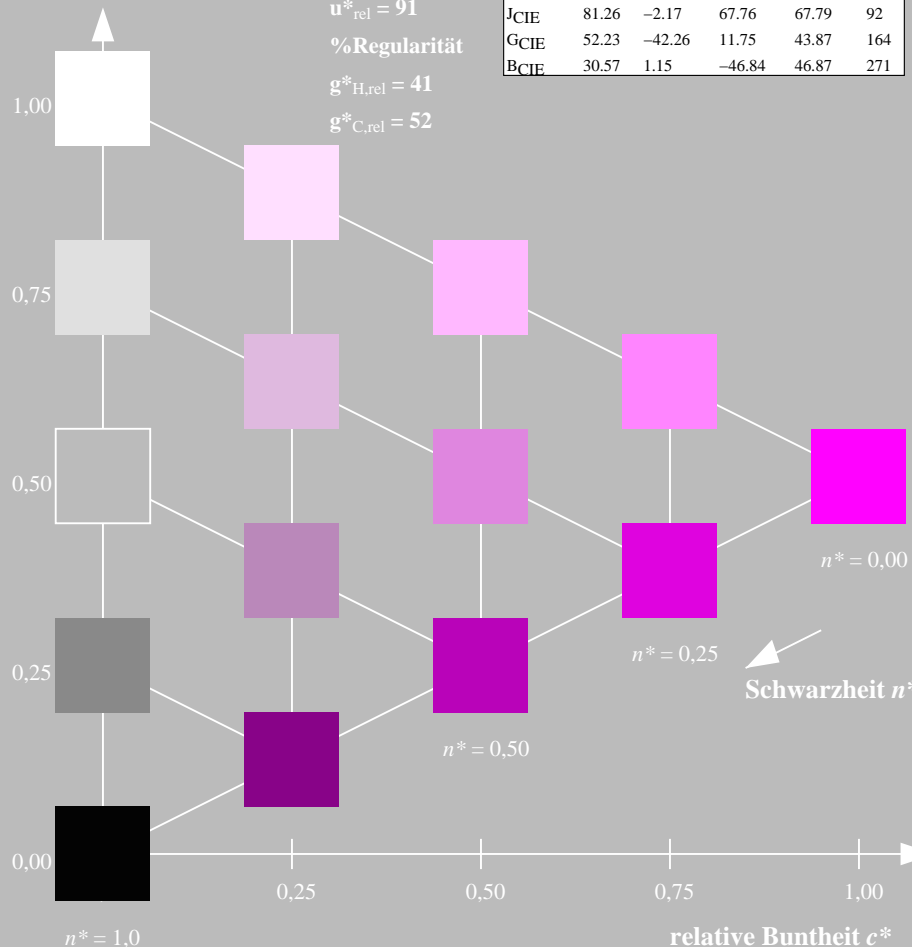 u*rel = 91
%Regularität
g*H,rel = 41
g*C,rel = 52
JCIE 81.26 −2.17 67.76 67.79 92
GCIE 52.23 −42.26 11.75 43.87 164
BCIE 30.57 1.15 −46.84 46.87 271
1,00
0,75
0,50
0,25
0,00
n* = 0,00
n* = 0,25
Schwarzheit n*
n* = 0,50
0,25 0,50 0,75 1,00
n* = 1,0
relative Buntheit c*